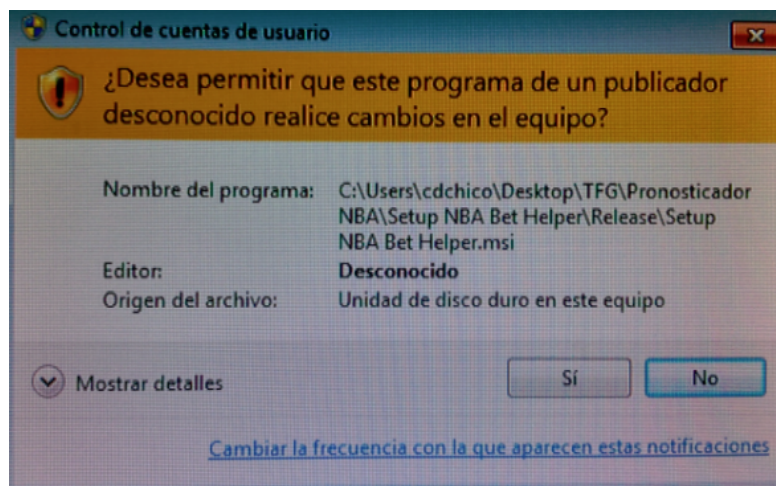 Control de cuentas de usuario
¿Desea permitir que este programa de un publicador
desconocido realice cambios en el equipo?
Nombre del programa: C:\Users\cdchico\Desktop\TFG\Pronosticador
NBA\Setup NBA Bet Helper\Release\Setup
NBA Bet Helper.msi
Editor: Desconocido
Origen del archivo: Unidad de disco duro en este equipo
Mostrar detalles
Sí No
Cambiar la frecuencia con la que aparecen estas notificaciones